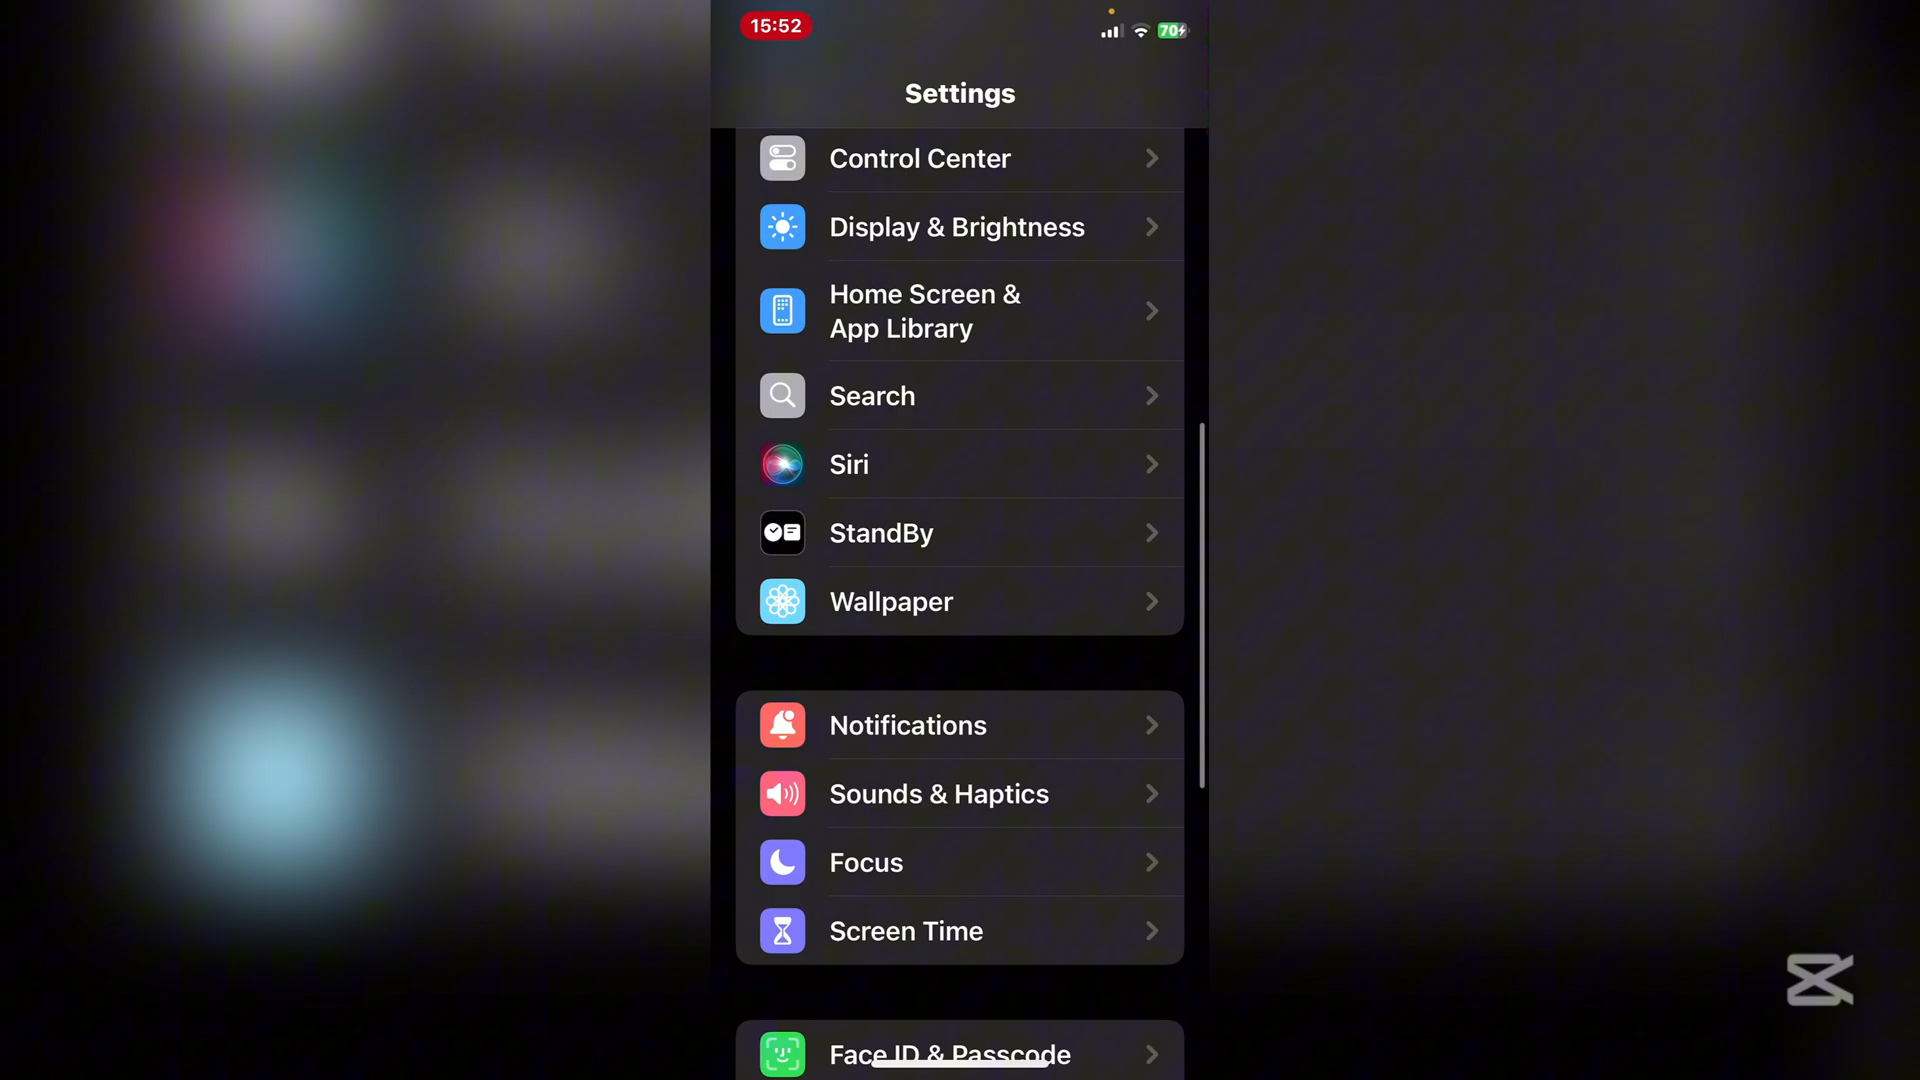 15:52
70
Settings
Control Center
Display & Brightness
Home Screen &
App Library
Search
Siri
StandBy
Wallpaper
Notifications
Sounds & Haptics
Focus
Screen Time
Face ID & Passcode